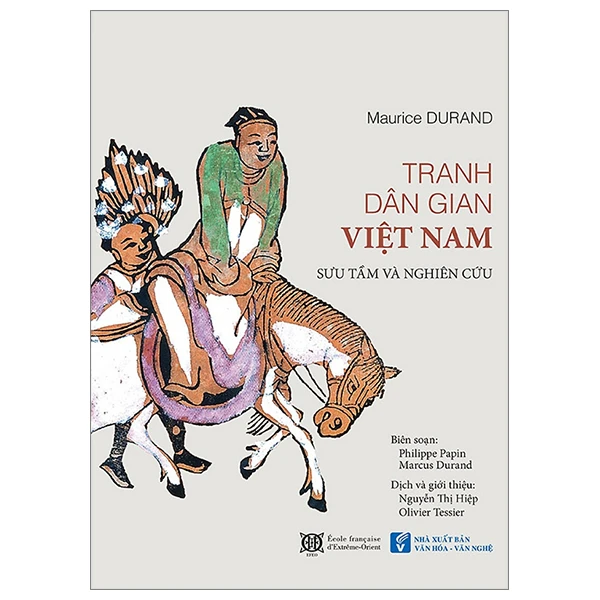 Maurice DURAND
TRANH
DÂN GIAN
VIỆT NAM
SƯU TẦM VÀ NGHIÊN CỨU
Biên soạn:
Philippe Papin
Marcus Durand
Dịch và giới thiệu:
Nguyễn Thị Hiệp
Olivier Tessier
EFEO
École française
d'Extrême-Orient
NHÀ XUẤT BẢN
VĂN HÓA - VĂN NGHỆ